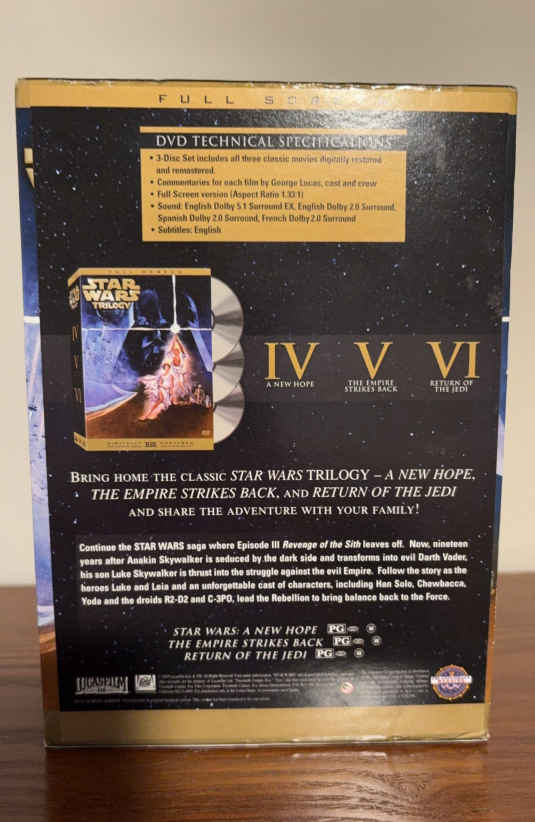 FULL SCREEN
DVD TECHNICAL SPECIFICATIONS
• 3-Disc Set includes all three classic movies digitally restored
and remastered.
• Commentaries for each film by George Lucas, cast and crew
• Full Screen version (Aspect Ratio 1.33:1)
• Sound: English Dolby 5.1 Surround EX, English Dolby 2.0 Surround,
Spanish Dolby 2.0 Surround, French Dolby 2.0 Surround
• Subtitles: English
FULL SCREEN
STAR
WARS
TRILOGY
IV
V
VI
THX
IV V VI
A NEW HOPE THE EMPIRE STRIKES BACK RETURN OF THE JEDI
BRING HOME THE CLASSIC STAR WARS TRILOGY – A NEW HOPE,
THE EMPIRE STRIKES BACK, AND RETURN OF THE JEDI
AND SHARE THE ADVENTURE WITH YOUR FAMILY!
Continue the STAR WARS saga where Episode III Revenge of the Sith leaves off. Now, nineteen
years after Anakin Skywalker is seduced by the dark side and transforms into evil Darth Vader,
his son Luke Skywalker is thrust into the struggle against the evil Empire. Follow the story as the
heroes Luke and Leia and an unforgettable cast of characters, including Han Solo, Chewbacca,
Yoda and the droids R2-D2 and C-3PO, lead the Rebellion to bring balance back to the Force.
STAR WARS: A NEW HOPE PG
THE EMPIRE STRIKES BACK PG
RETURN OF THE JEDI PG
LUCASFILM